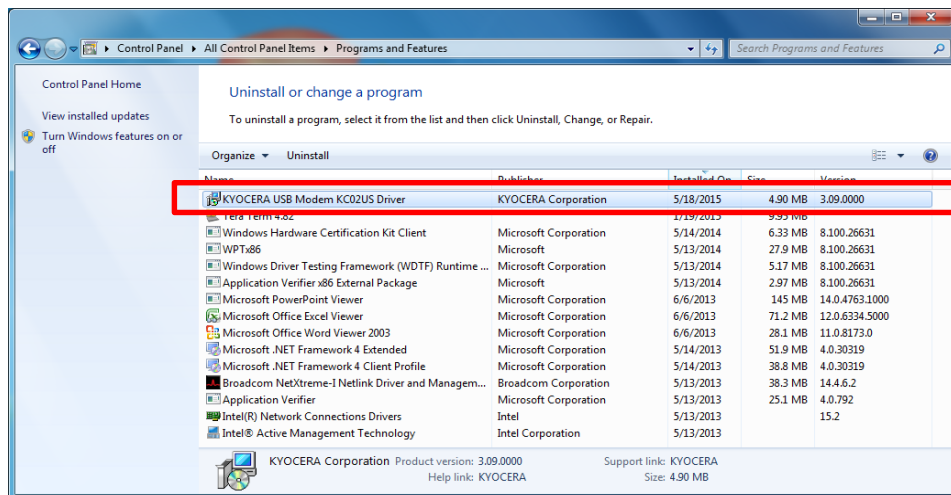 Control Panel All Control Panel Items Programs and Features Search Programs and Features
Control Panel Home
View installed updates
Turn Windows features on or
off
Uninstall or change a program
To uninstall a program, select it from the list and then click Uninstall, Change, or Repair.
Organize Uninstall
Name Publisher Installed On Size Version
KYOCERA USB Modem KC02US Driver KYOCERA Corporation 5/18/2015 4.90 MB 3.09.0000
Tera Term 4.82 1/19/2015 9.95 MB
Windows Hardware Certification Kit Client Microsoft Corporation 5/14/2014 6.33 MB 8.100.26631
WPTx86 Microsoft 5/13/2014 27.9 MB 8.100.26631
Windows Driver Testing Framework (WDTF) Runtime ... Microsoft Corporation 5/13/2014 5.17 MB 8.100.26631
Application Verifier x86 External Package Microsoft 5/13/2014 2.97 MB 8.100.26631
Microsoft PowerPoint Viewer Microsoft Corporation 6/6/2013 145 MB 14.0.4763.1000
Microsoft Office Excel Viewer Microsoft Corporation 6/6/2013 71.2 MB 12.0.6334.5000
Microsoft Office Word Viewer 2003 Microsoft Corporation 6/6/2013 28.1 MB 11.0.8173.0
Microsoft .NET Framework 4 Extended Microsoft Corporation 5/14/2013 51.9 MB 4.0.30319
Microsoft .NET Framework 4 Client Profile Microsoft Corporation 5/14/2013 38.8 MB 4.0.30319
Broadcom NetXtreme-I Netlink Driver and Managem... Broadcom Corporation 5/13/2013 38.3 MB 14.4.6.2
Application Verifier Microsoft Corporation 5/13/2013 25.1 MB 4.0.792
Intel(R) Network Connections Drivers Intel 5/13/2013 15.2
Intel® Active Management Technology Intel Corporation 5/13/2013
KYOCERA Corporation Product version: 3.09.0000 Support link: KYOCERA
Help link: KYOCERA Size: 4.90 MB